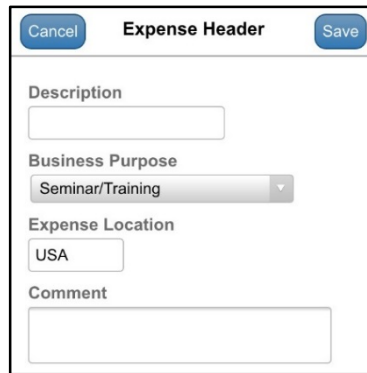 Cancel Expense Header Save
Description
Business Purpose
Seminar/Training
Expense Location
USA
Comment